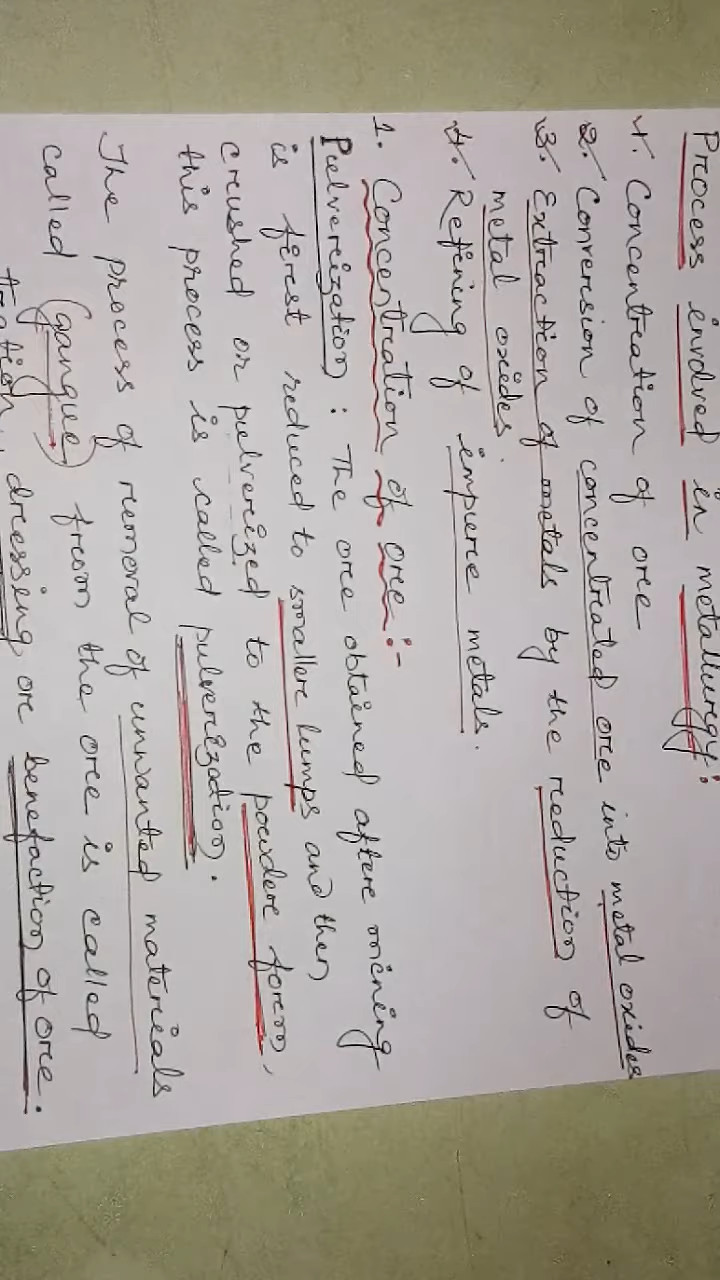 Process involved in metallurgy:
1. Concentration of ore
2. Conversion of concentrated ore into metal oxides
3. Extraction of metals by the reduction of
metal oxides.
4. Refining of impure metals.
1. Concentration of ore:-
Pulverization: The ore obtained after mining
is first reduced to smaller lumps and then
crushed or pulverized to the powder form,
this process is called pulverization.
The process of removal of unwanted materials
called (gangue) from the ore is called
dressing or benefaction of ore.